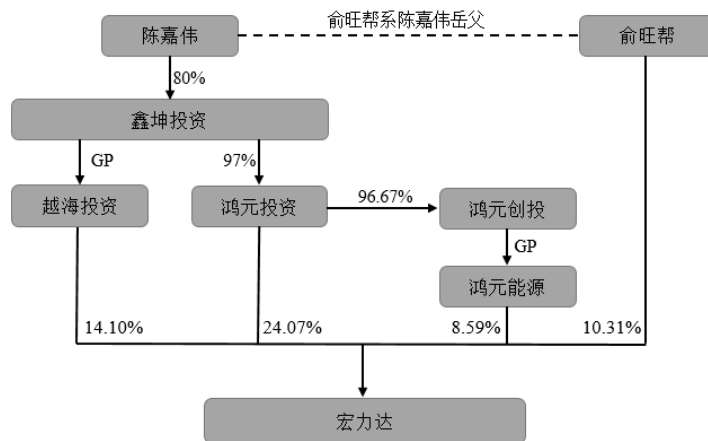 俞旺帮系陈嘉伟岳父
陈嘉伟
俞旺帮
80%
鑫坤投资
GP
97%
越海投资
鸿元投资
96.67%
鸿元创投
GP
鸿元能源
14.10%
24.07%
8.59%
10.31%
宏力达